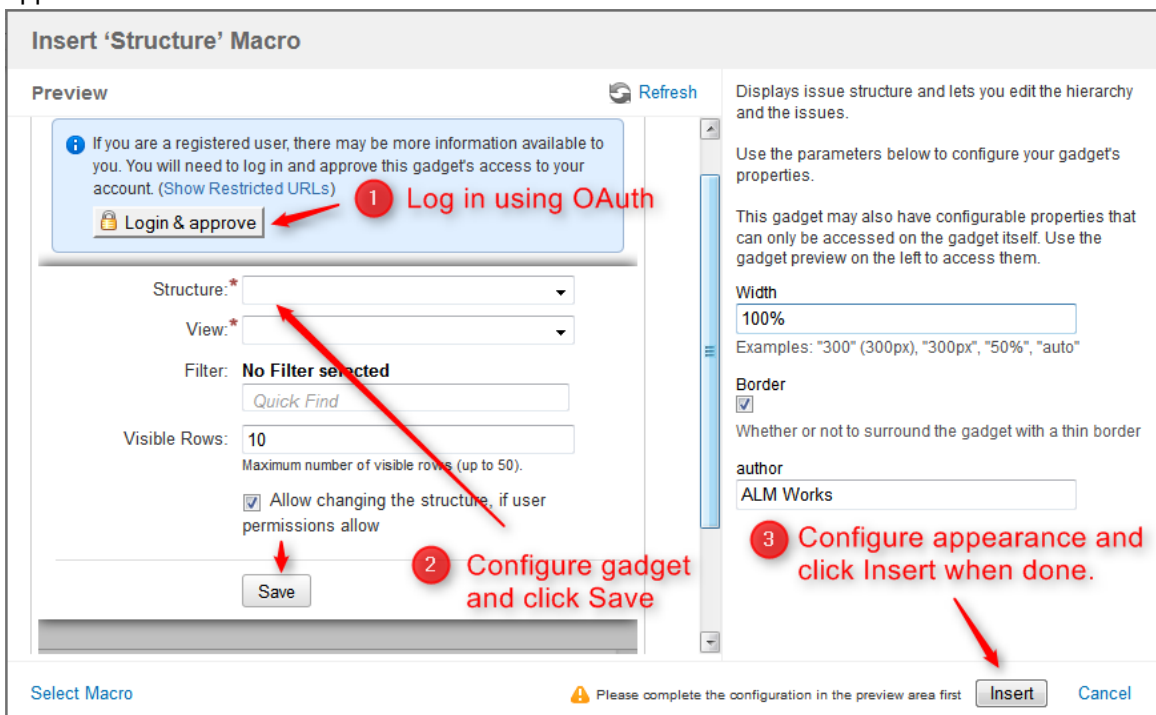 Insert ‘Structure’ Macro
Preview
Refresh
If you are a registered user, there may be more information available to
you. You will need to log in and approve this gadget's access to your
account. (Show Restricted URLs)
Login & approve
1 Log in using OAuth
Structure:*
View:*
Filter: No Filter selected
Quick Find
Visible Rows: 10
Maximum number of visible rows (up to 50).
Allow changing the structure, if user
permissions allow
2 Configure gadget
and click Save
Save
Displays issue structure and lets you edit the hierarchy
and the issues.
Use the parameters below to configure your gadget's
properties.
This gadget may also have configurable properties that
can only be accessed on the gadget itself. Use the
gadget preview on the left to access them.
Width
100%
Examples: "300" (300px), "300px", "50%", "auto"
Border
Whether or not to surround the gadget with a thin border
author
ALM Works
3 Configure appearance and
click Insert when done.
Select Macro
Please complete the configuration in the preview area first
Insert
Cancel